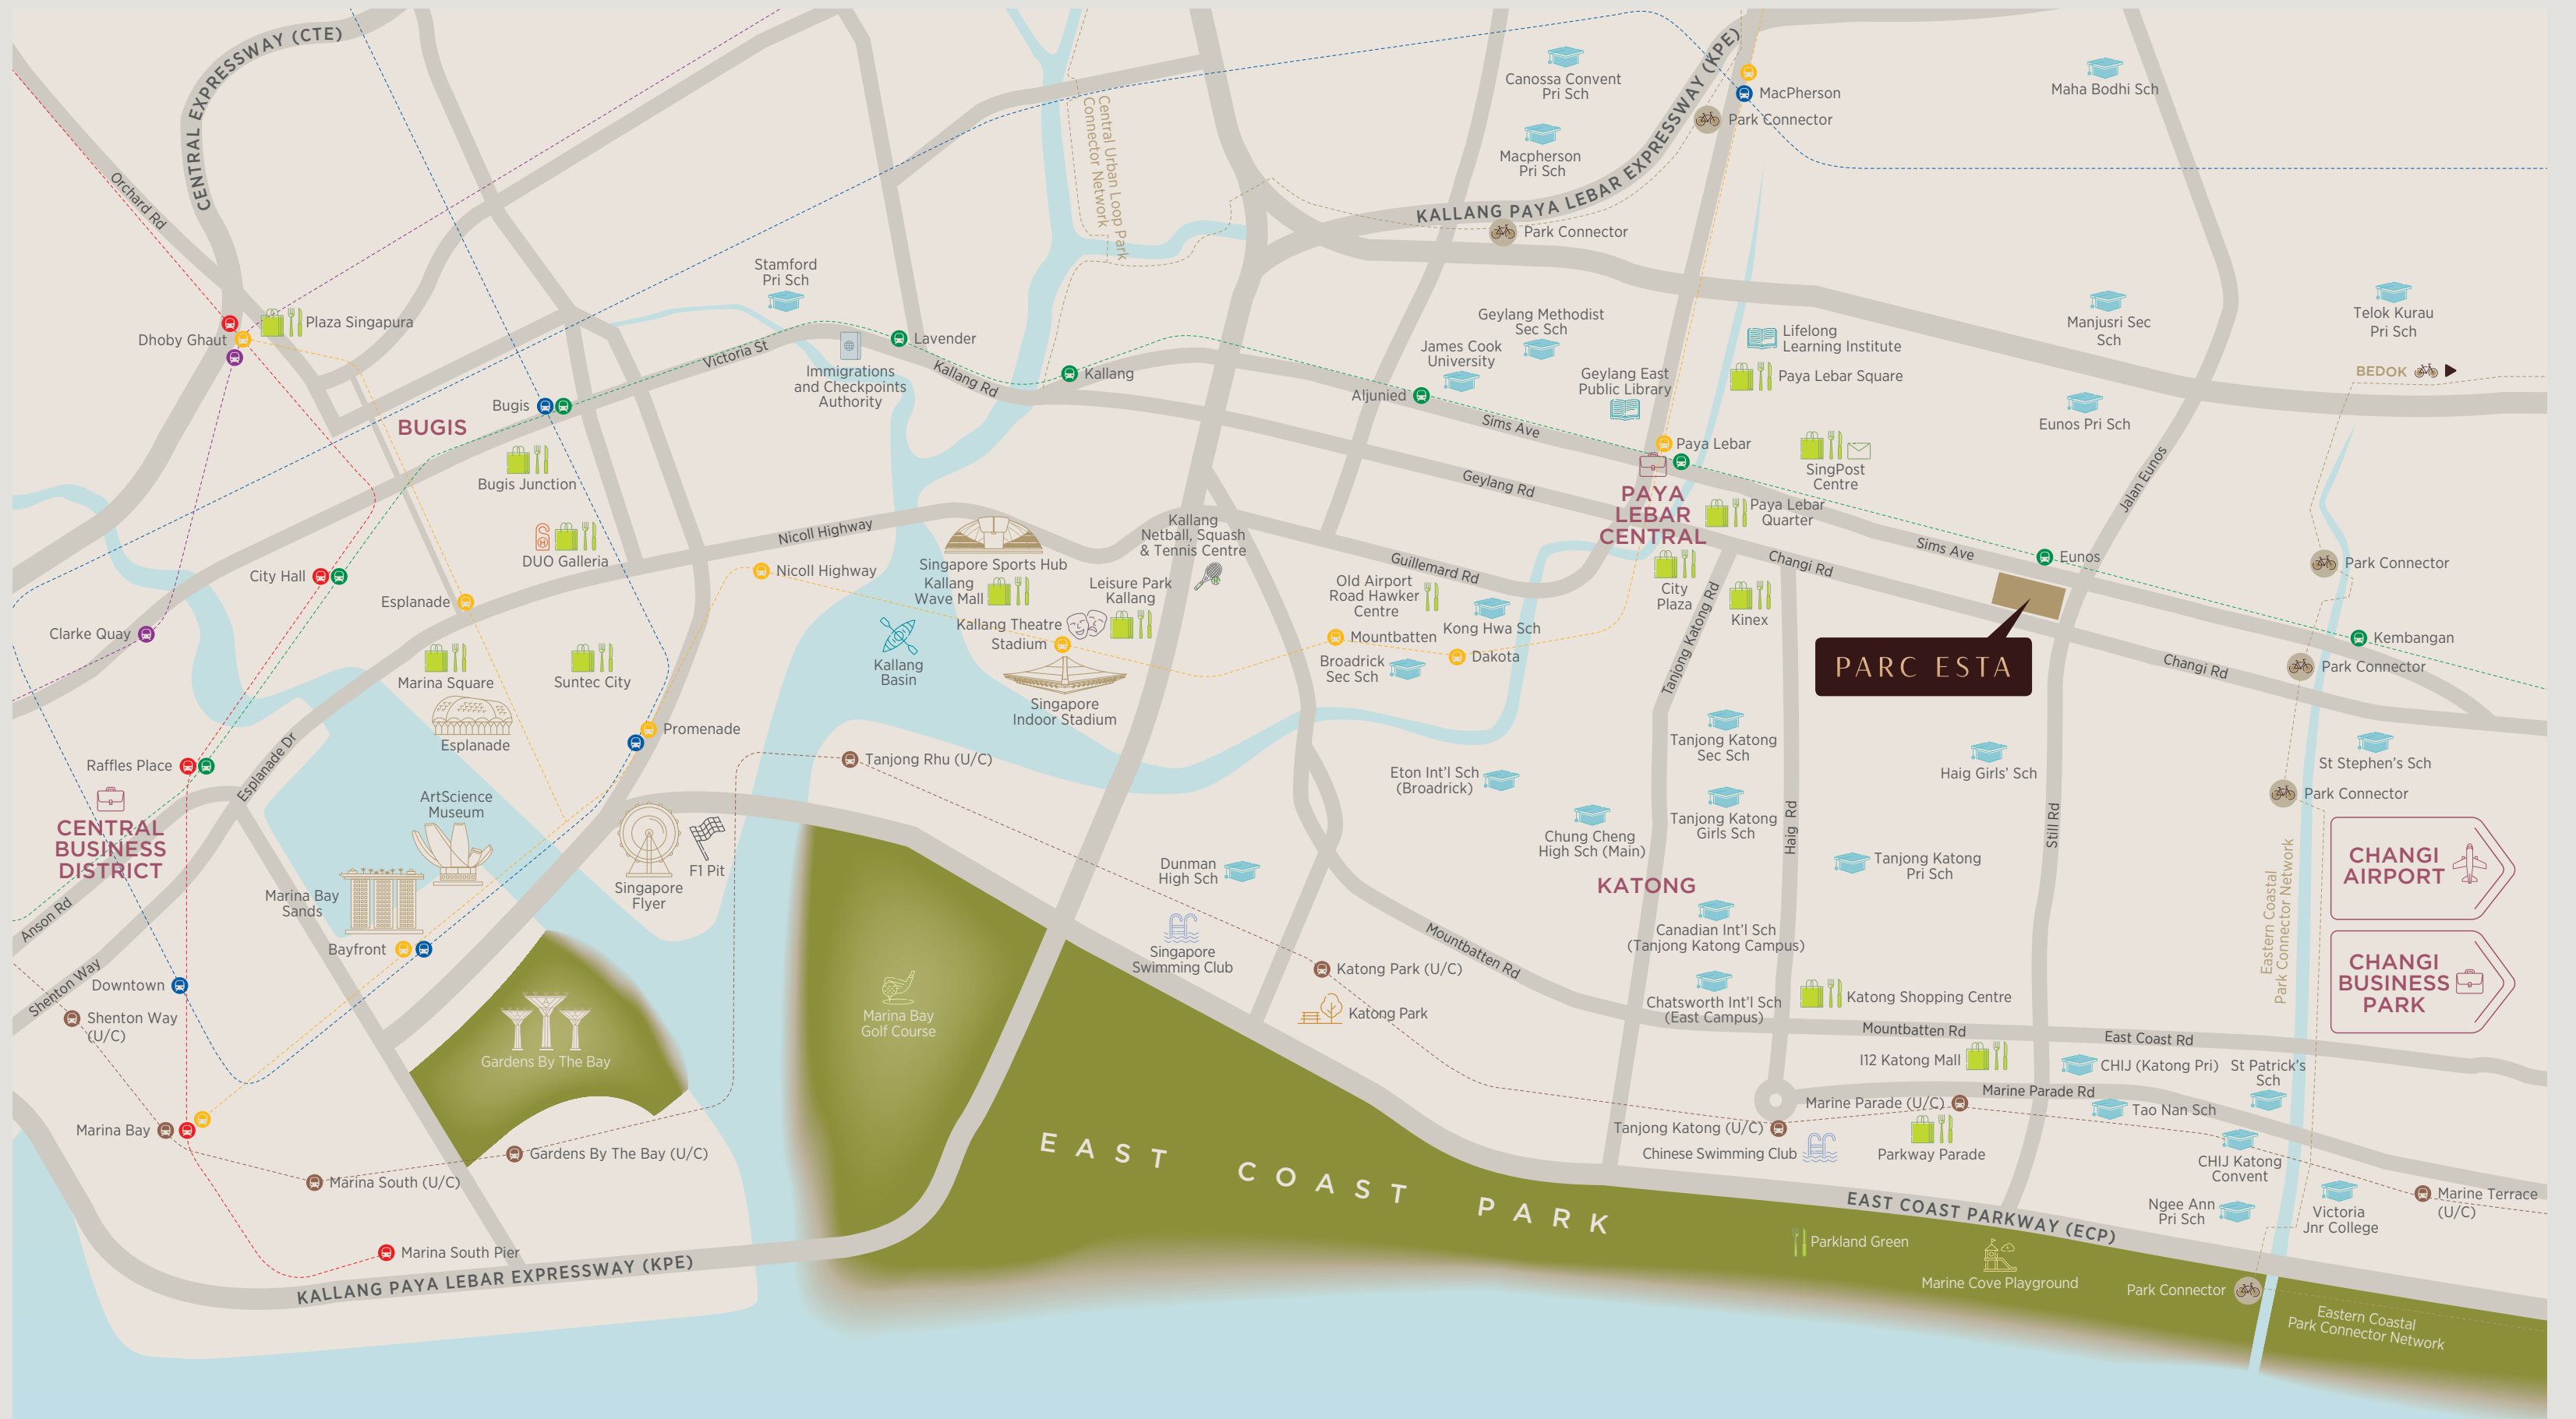 CENTRAL EXPRESSWAY (CTE)
Orchard Rd
Dhoby Ghaut
Plaza Singapura
Stamford
Pri Sch
Central Urban Loop Park
Connector Network
Canossa Convent
Pri Sch
Macpherson
Pri Sch
KALLANG PAYA LEBAR EXPRESSWAY (KPE)
MacPherson
Park Connector
Park Connector
Maha Bodhi Sch
Victoria St
Immigrations
and Checkpoints
Authority
Lavender
Kallang Rd
Kallang
Geylang Methodist
Sec Sch
James Cook
University
Geylang East
Public Library
Aljunied
Sims Ave
Lifelong
Learning Institute
Paya Lebar Square
Manjusri Sec
Sch
Telok Kurau
Pri Sch
BEDOK
Eunos Pri Sch
Bugis
BUGIS
Bugis Junction
DUO Galleria
Paya Lebar
SingPost
Centre
PAYA
LEBAR
CENTRAL
Paya Lebar
Quarter
Geylang Rd
Jalan Eunos
Nicoll Highway
Nicoll Highway
Singapore Sports Hub
Kallang
Wave Mall
Kallang
Netball, Squash
& Tennis Centre
Leisure Park
Kallang
Kallang Theatre
Stadium
Singapore
Indoor Stadium
Kallang
Basin
Guillemard Rd
Old Airport
Road Hawker
Centre
Kong Hwa Sch
Mountbatten
Broadrick
Sec Sch
Dakota
City
Plaza
Kinex
Tanjong Katong Rd
Changi Rd
Sims Ave
Eunos
PARC ESTA
Park Connector
Kembangan
Park Connector
Changi Rd
City Hall
Esplanade
Clarke Quay
Marina Square
Suntec City
Esplanade
Promenade
Raffles Place
Esplanade Dr
CENTRAL
BUSINESS
DISTRICT
ArtScience
Museum
Marina Bay
Sands
Bayfront
Singapore
Flyer
F1 Pit
Tanjong Rhu (U/C)
Eton Int'l Sch
(Broadrick)
Tanjong Katong
Sec Sch
Tanjong Katong
Girls Sch
Chung Cheng
High Sch (Main)
KATONG
Haig Rd
Haig Girls' Sch
Tanjong Katong
Pri Sch
Still Rd
St Stephen's Sch
Park Connector
CHANGI
AIRPORT
CHANGI
BUSINESS
PARK
Eastern Coastal
Park Connector Network
Dunman
High Sch
Singapore
Swimming Club
Katong Park (U/C)
Katong Park
Mountbatten Rd
Canadian Int'l Sch
(Tanjong Katong Campus)
Chatsworth Int'l Sch
(East Campus)
Katong Shopping Centre
Mountbatten Rd
East Coast Rd
I12 Katong Mall
CHIJ (Katong Pri)
St Patrick's
Sch
Marine Parade Rd
Marine Parade (U/C)
Tao Nan Sch
Tanjong Katong (U/C)
Chinese Swimming Club
Parkway Parade
CHIJ Katong
Convent
Ngee Ann
Pri Sch
Victoria
Jnr College
Marine Terrace
(U/C)
Anson Rd
Shenton Way
Downtown
Shenton Way
(U/C)
Gardens By The Bay
Marina Bay
Golf Course
Marina Bay
Gardens By The Bay (U/C)
Marina South (U/C)
Marina South Pier
KALLANG PAYA LEBAR EXPRESSWAY (KPE)
EAST COAST PARK
EAST COAST PARKWAY (ECP)
Parkland Green
Marine Cove Playground
Park Connector
Eastern Coastal
Park Connector Network